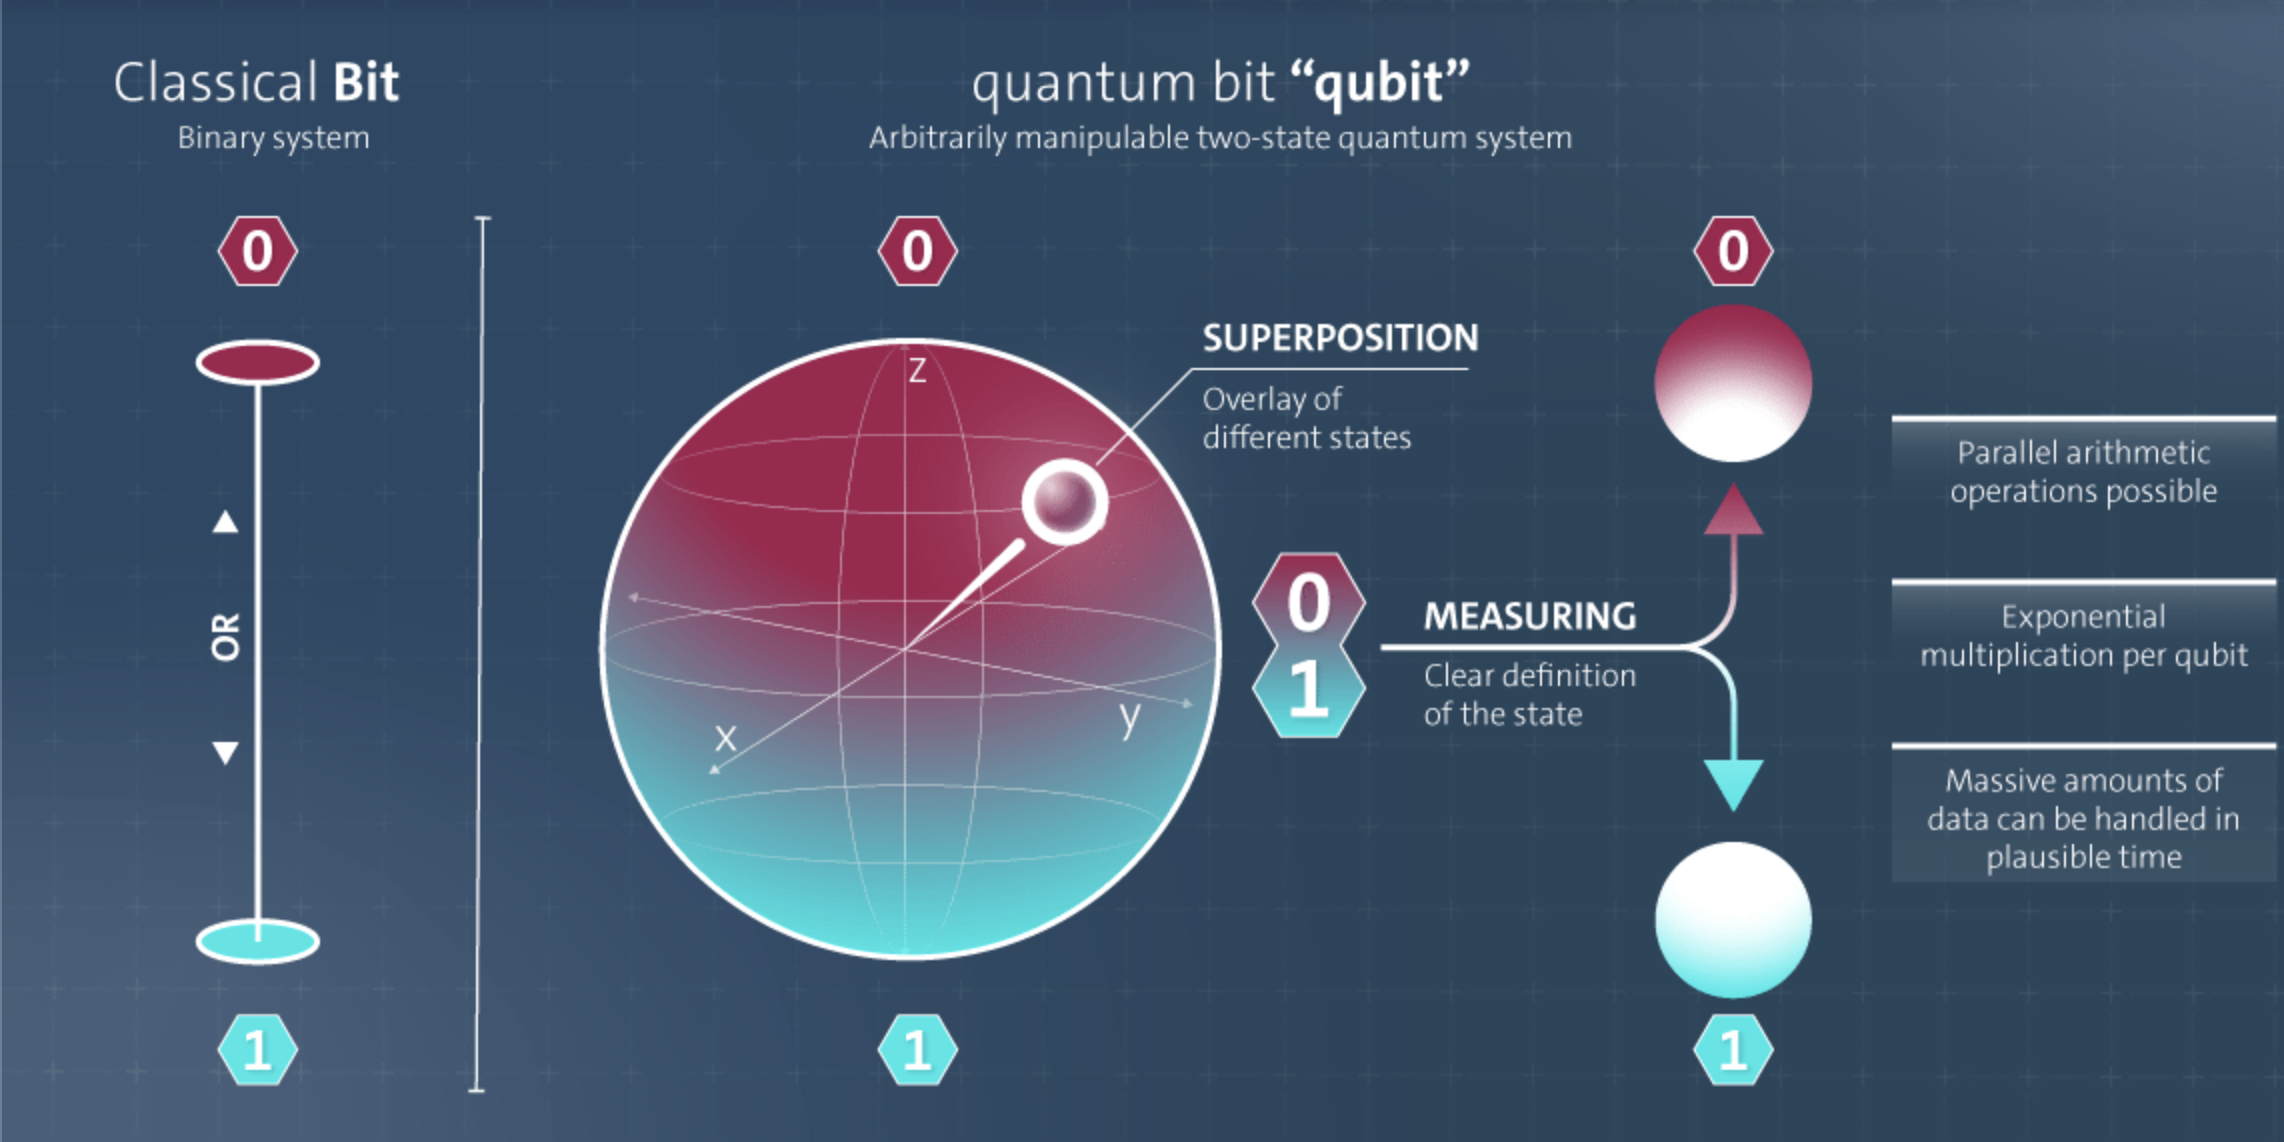 Classical Bit
Binary system
0
OR
1
quantum bit “qubit”
Arbitrarily manipulable two-state quantum system
0
z
x
y
1
SUPERPOSITION
Overlay of
different states
0
1
MEASURING
Clear definition
of the state
0
1
Parallel arithmetic
operations possible
Exponential
multiplication per qubit
Massive amounts of
data can be handled in
plausible time